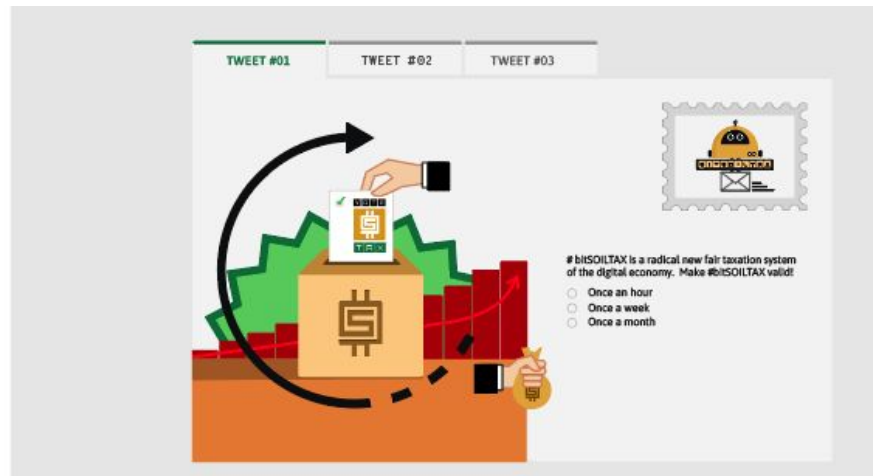 TWEET #01
TWEET #02
TWEET #03
VOTE
TAX
# bitSOILTAX is a radical new fair taxation system
of the digital economy. Make #bitSOILTAX valid!
Once an hour
Once a week
Once a month